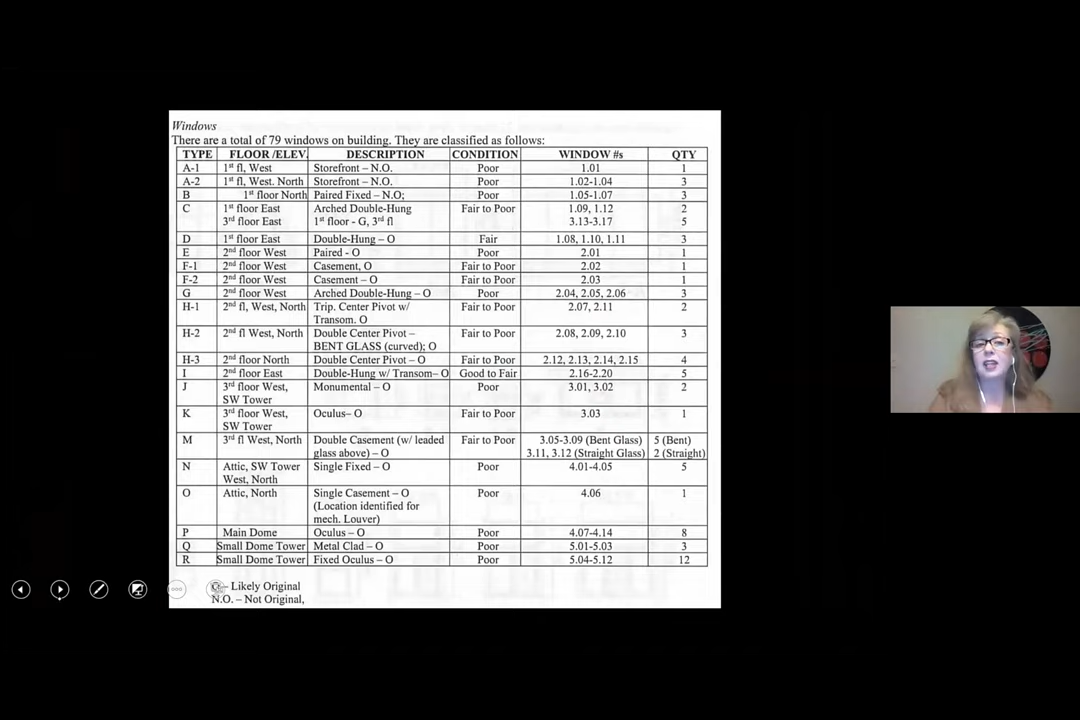 Windows
There are a total of 79 windows on building. They are classified as follows:
TYPE FLOOR /ELEV. DESCRIPTION CONDITION WINDOW #s QTY
A-1 1st fl, West Storefront – N.O. Poor 1.01 1
A-2 1st fl, West. North Storefront – N.O. Poor 1.02-1.04 3
B 1st floor North Paired Fixed – N.O; Poor 1.05-1.07 3
C 1st floor East Arched Double-Hung Fair to Poor 1.09, 1.12 2
3rd floor East 1st floor - G, 3rd fl 3.13-3.17 5
D 1st floor East Double-Hung – O Fair 1.08, 1.10, 1.11 3
E 2nd floor West Paired - O Poor 2.01 1
F-1 2nd floor West Casement, O Fair to Poor 2.02 1
F-2 2nd floor West Casement – O Fair to Poor 2.03 1
G 2nd floor West Arched Double-Hung – O Poor 2.04, 2.05, 2.06 3
H-1 2nd fl, West, North Trip. Center Pivot w/ Fair to Poor 2.07, 2.11 2
Transom. O
H-2 2nd fl West, North Double Center Pivot – Fair to Poor 2.08, 2.09, 2.10 3
BENT GLASS (curved); O
H-3 2nd floor North Double Center Pivot – O Fair to Poor 2.12, 2.13, 2.14, 2.15 4
I 2nd floor East Double-Hung w/ Transom– O Good to Fair 2.16-2.20 5
J 3rd floor West, Monumental – O Poor 3.01, 3.02 2
SW Tower
K 3rd floor West, Oculus– O Fair to Poor 3.03 1
SW Tower
M 3rd fl West, North Double Casement (w/ leaded Fair to Poor 3.05-3.09 (Bent Glass) 5 (Bent)
glass above) – O 3.11, 3.12 (Straight Glass) 2 (Straight)
N Attic, SW Tower Single Fixed – O Poor 4.01-4.05 5
West, North
O Attic, North Single Casement – O Poor 4.06 1
(Location identified for
mech. Louver)
P Main Dome Oculus – O Poor 4.07-4.14 8
Q Small Dome Tower Metal Clad – O Poor 5.01-5.03 3
R Small Dome Tower Fixed Oculus – O Poor 5.04-5.12 12
– Likely Original
N.O. – Not Original,